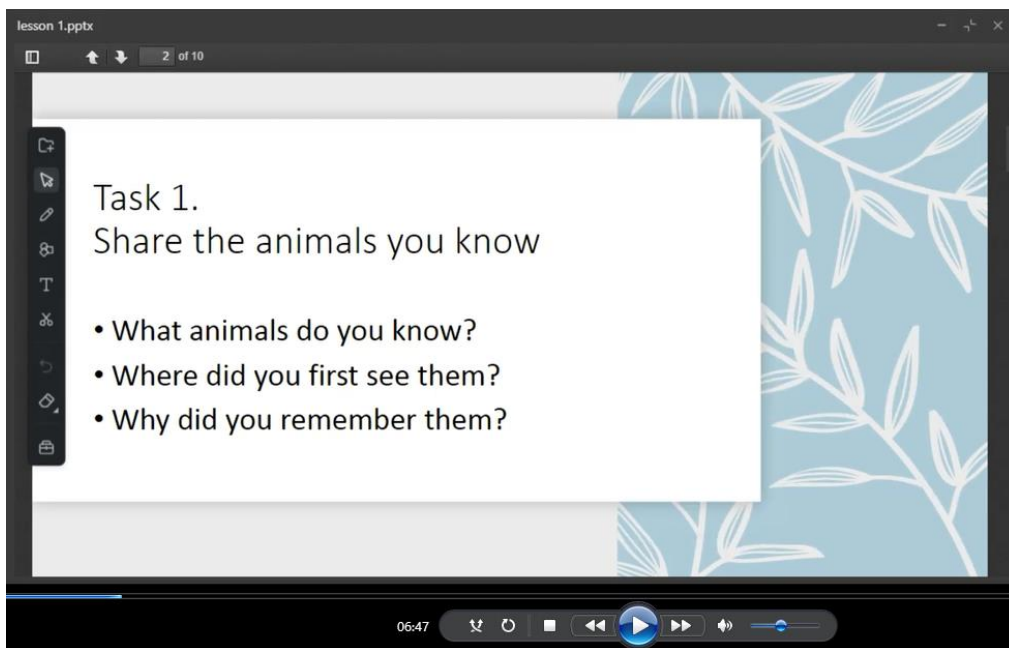 lesson 1.pptx
2 of 10
T
Task 1.
Share the animals you know
• What animals do you know?
• Where did you first see them?
• Why did you remember them?
06:47